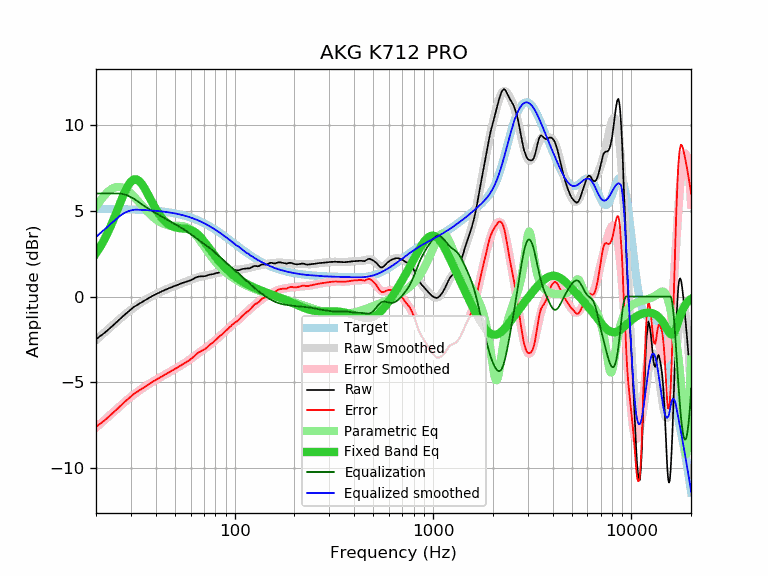 AKG K712 PRO
Amplitude (dBr)
10
5
0
−5
−10
Target
Raw Smoothed
Error Smoothed
Raw
Error
Parametric Eq
Fixed Band Eq
Equalization
Equalized smoothed
100
1000
10000
Frequency (Hz)